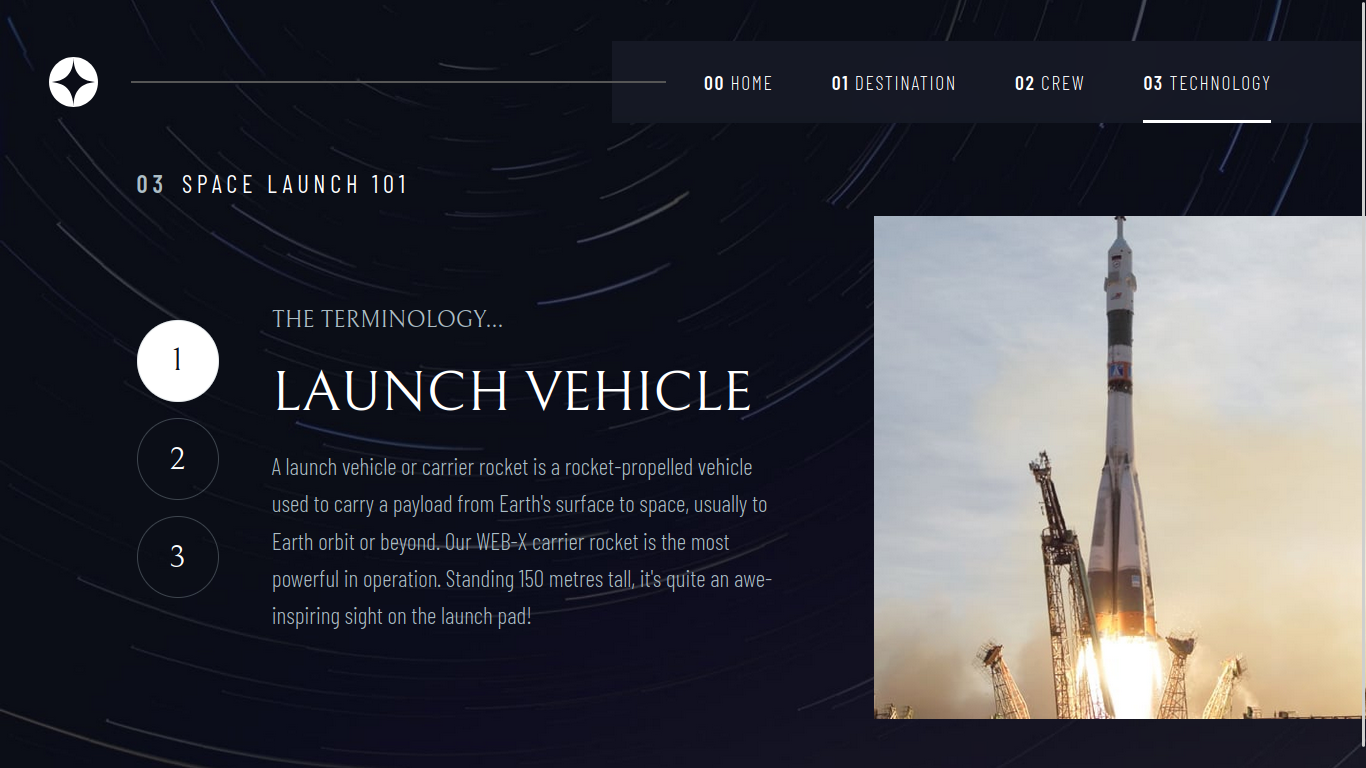 00 HOME 01 DESTINATION 02 CREW 03 TECHNOLOGY
03 SPACE LAUNCH 101
THE TERMINOLOGY...
1
LAUNCH VEHICLE
2
A launch vehicle or carrier rocket is a rocket-propelled vehicle
used to carry a payload from Earth's surface to space, usually to
3
Earth orbit or beyond. Our WEB-X carrier rocket is the most
powerful in operation. Standing 150 metres tall, it's quite an awe-
inspiring sight on the launch pad!